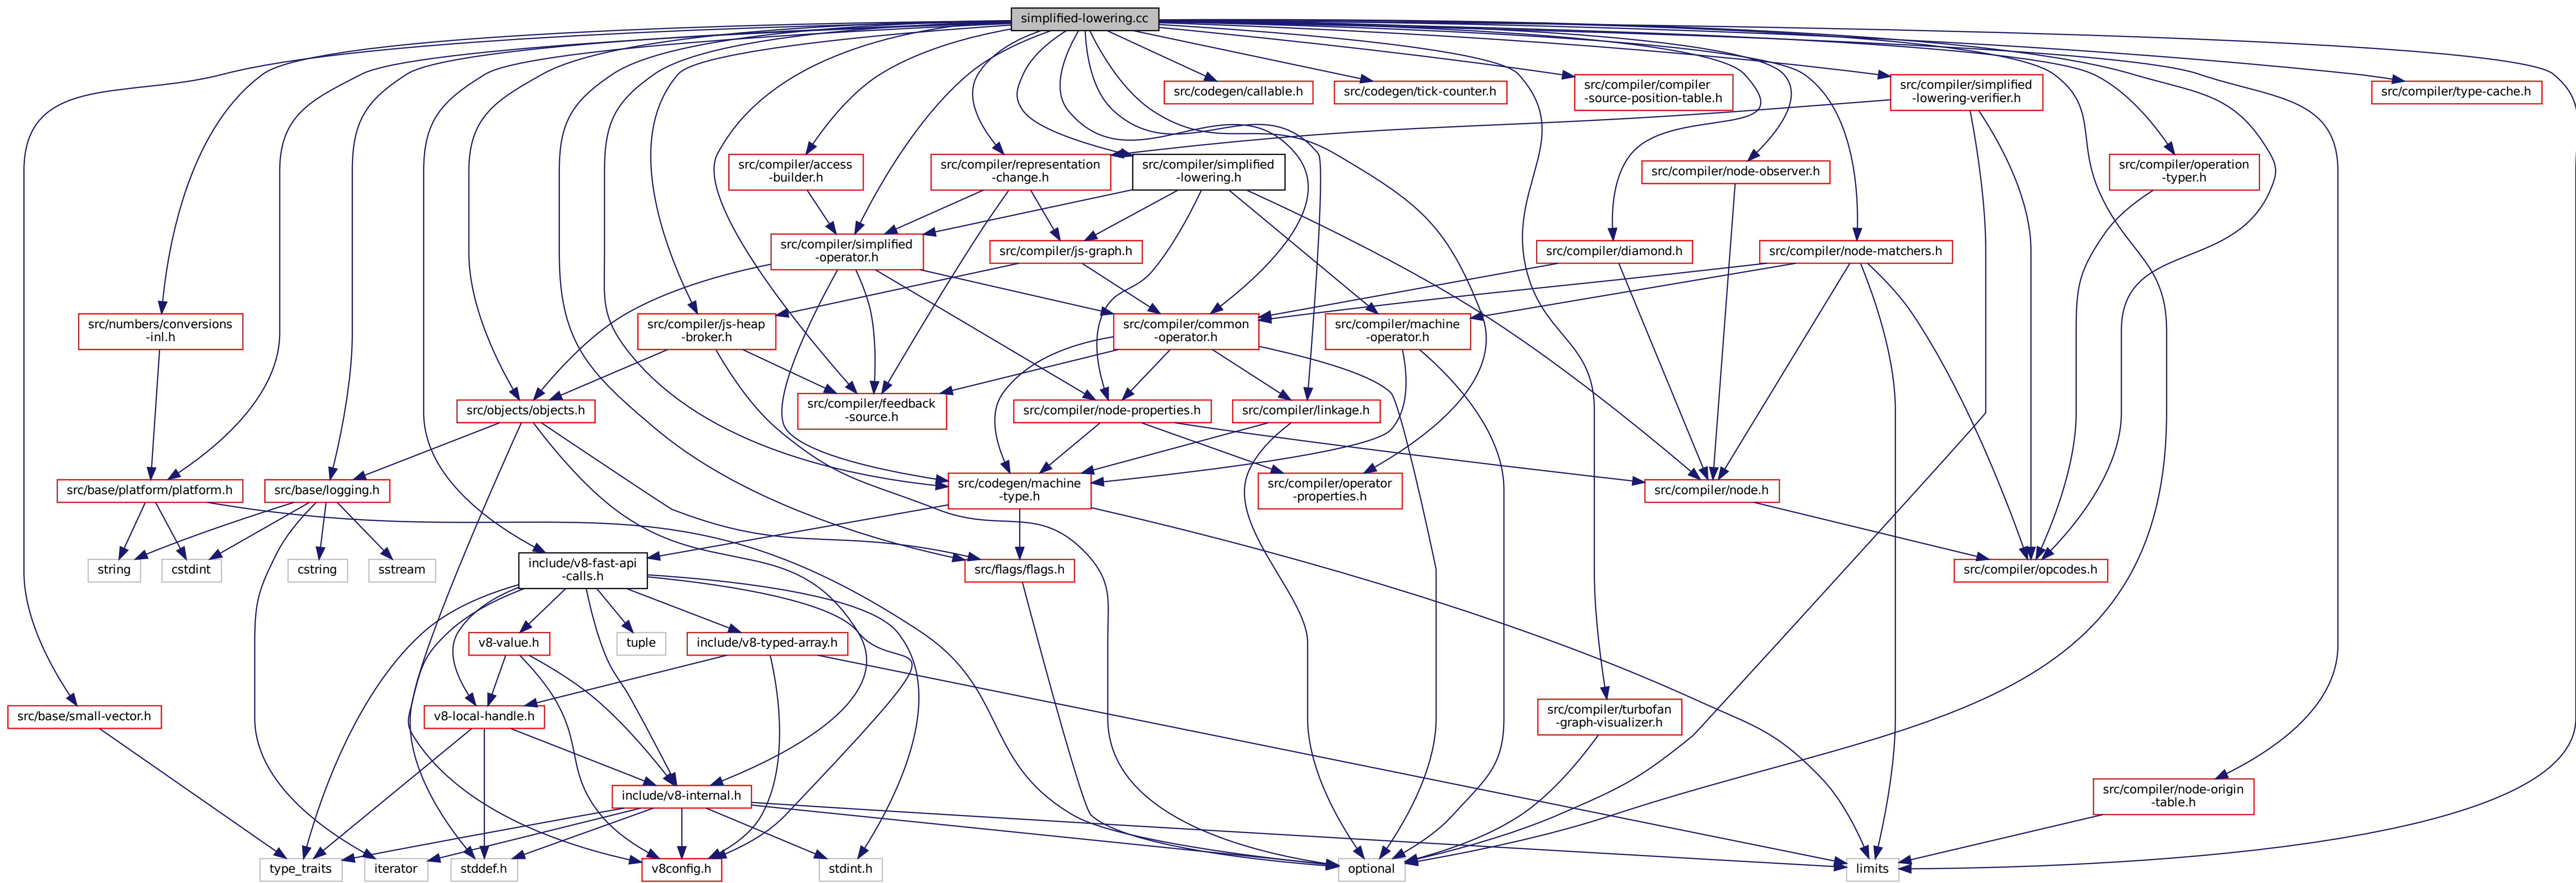 simplified-lowering.cc
src/codegen/callable.h
src/codegen/tick-counter.h
src/compiler/compiler
-source-position-table.h
src/compiler/simplified
-lowering-verifier.h
src/compiler/type-cache.h
src/compiler/access
-builder.h
src/compiler/representation
-change.h
src/compiler/simplified
-lowering.h
src/compiler/node-observer.h
src/compiler/operation
-typer.h
src/compiler/simplified
-operator.h
src/compiler/js-graph.h
src/compiler/diamond.h
src/compiler/node-matchers.h
src/numbers/conversions
-inl.h
src/compiler/js-heap
-broker.h
src/compiler/common
-operator.h
src/compiler/machine
-operator.h
src/objects/objects.h
src/compiler/feedback
-source.h
src/compiler/node-properties.h
src/compiler/linkage.h
src/base/platform/platform.h
src/base/logging.h
src/codegen/machine
-type.h
src/compiler/operator
-properties.h
src/compiler/node.h
string
cstdint
cstring
sstream
include/v8-fast-api
-calls.h
src/flags/flags.h
src/compiler/opcodes.h
v8-value.h
tuple
include/v8-typed-array.h
src/base/small-vector.h
v8-local-handle.h
src/compiler/turbofan
-graph-visualizer.h
include/v8-internal.h
src/compiler/node-origin
-table.h
type_traits
iterator
stddef.h
v8config.h
stdint.h
optional
limits